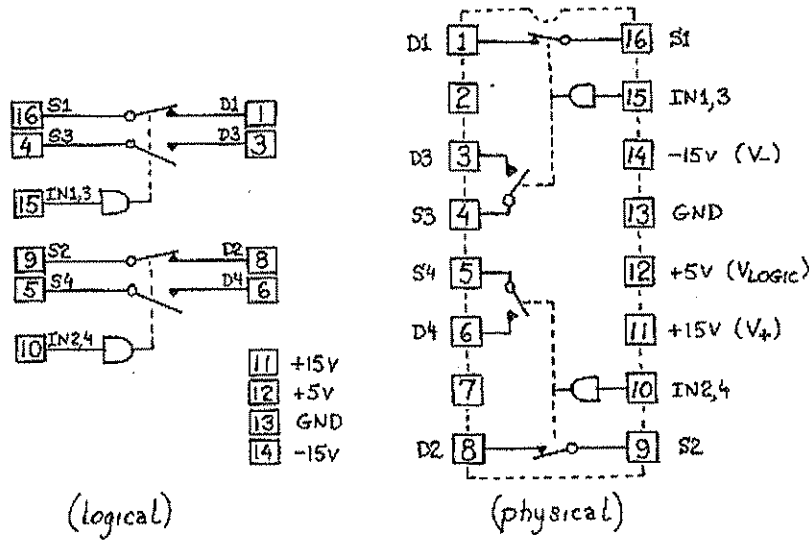 16 S1 D1 1
4 S3 D3 3
15 IN1,3
9 S2 D2 8
5 S4 D4 6
10 IN2,4
11 +15V
12 +5V
13 GND
14 -15V
(logical)
D1 1 16 S1
2 15 IN1,3
D3 3 14 -15V (V-)
S3 4 13 GND
S4 5 12 +5V (VLOGIC)
D4 6 11 +15V (V+)
7 10 IN2,4
D2 8 9 S2
(physical)